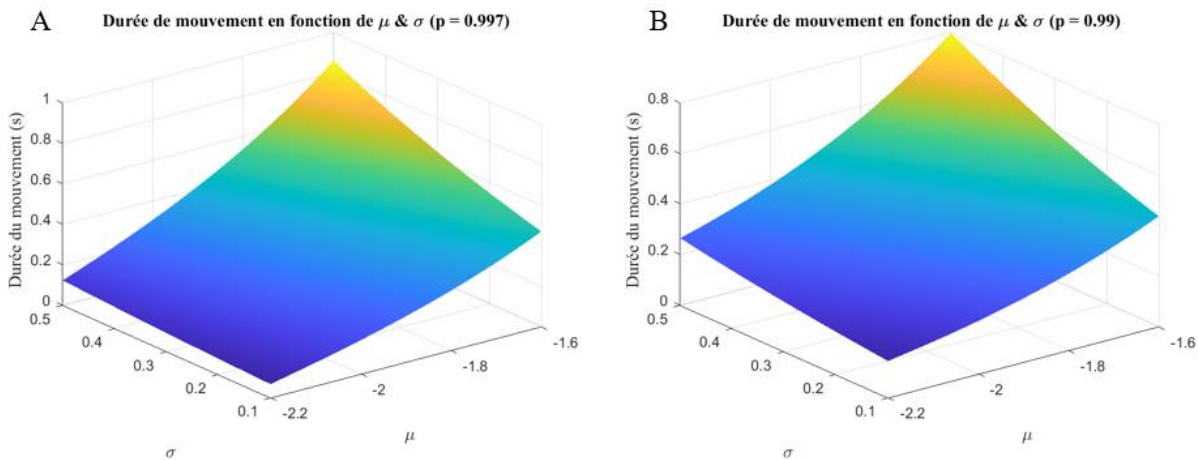 A
Durée de mouvement en fonction de μ & σ (p = 0.997)
Durée du mouvement (s)
1
0.8
0.6
0.4
0.2
0
0.5
0.4
0.3
0.2
0.1
σ
-2.2
-2
-1.8
-1.6
μ
B
Durée de mouvement en fonction de μ & σ (p = 0.99)
Durée du mouvement (s)
0.8
0.6
0.4
0.2
0
0.5
0.4
0.3
0.2
0.1
σ
-2.2
-2
-1.8
-1.6
μ